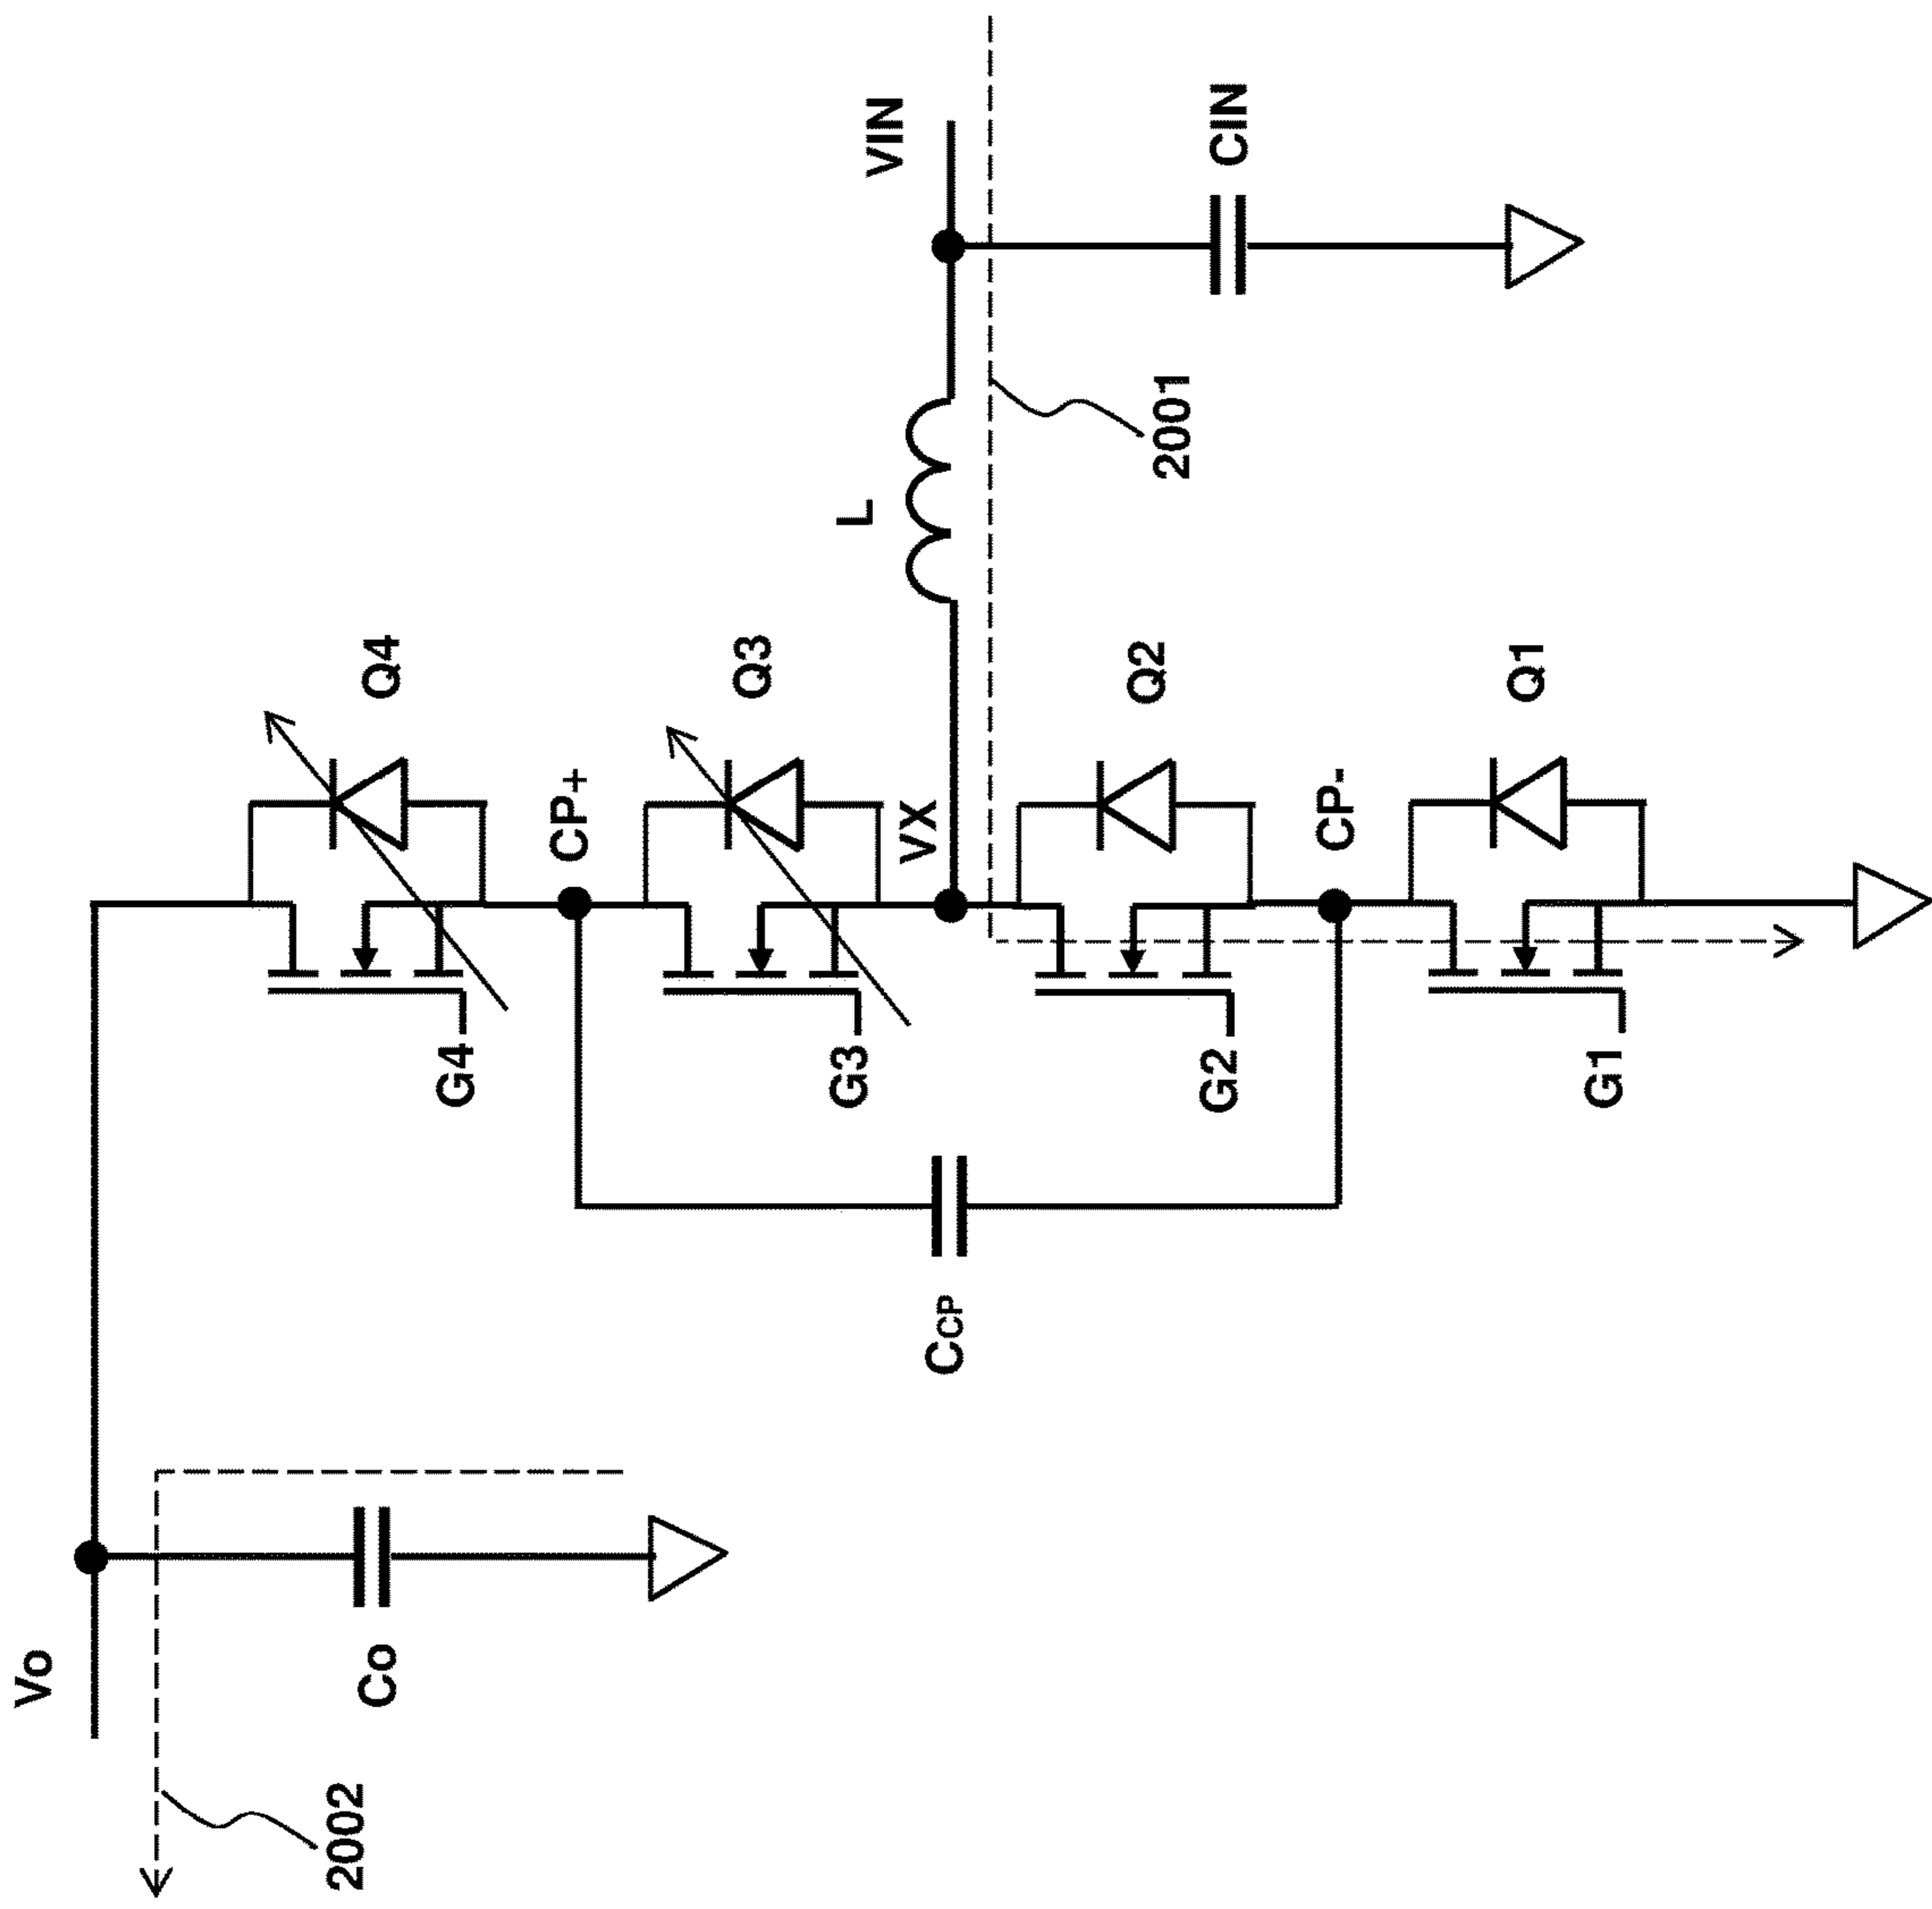 Vo
Co
2002
Q4
G4
CP+
Q3
G3
VX
L
VIN
CIN
2001
CCP
Q2
G2
CP-
Q1
G1